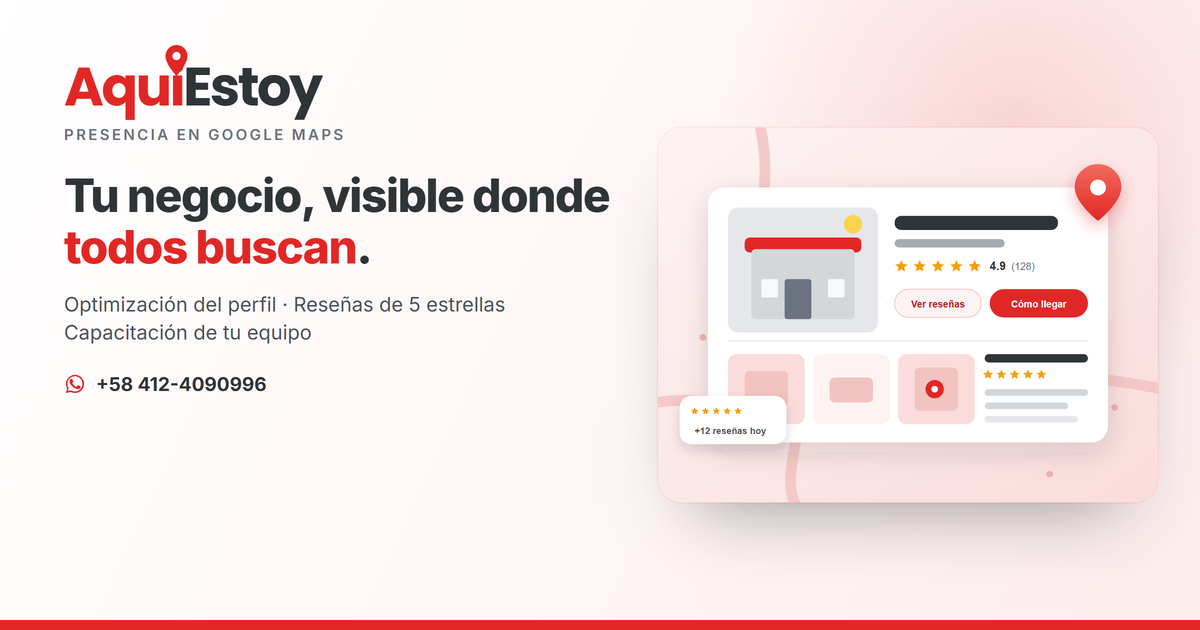 AquiEstoy
PRESENCIA EN GOOGLE MAPS
Tu negocio, visible donde
todos buscan.
Optimización del perfil · Reseñas de 5 estrellas
Capacitación de tu equipo
+58 412-4090996
4.9 (128)
Ver reseñas
Cómo llegar
+12 reseñas hoy